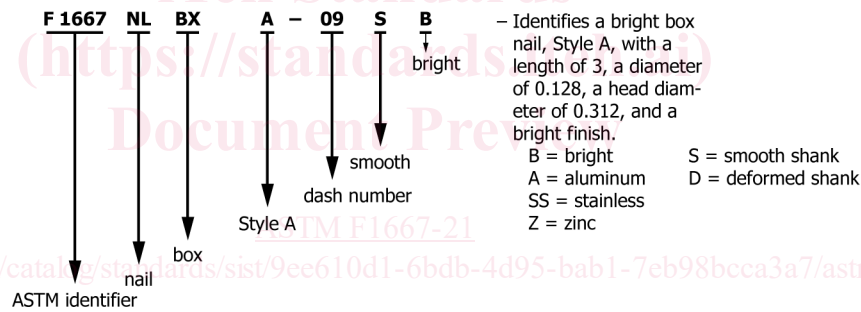 F 1667 NL BX A – 09 S B
bright
smooth
dash number
Style A
box
nail
ASTM identifier
– Identifies a bright box
nail, Style A, with a
length of 3, a diameter
of 0.128, a head diam-
eter of 0.312, and a
bright finish.
B = bright S = smooth shank
A = aluminum D = deformed shank
SS = stainless
Z = zinc
(https://standards.iteh.ai)
Document Preview
ASTM F1667-21
/catalog/standards/sist/9ee610d1-6bdb-4d95-bab1-7eb98bcca3a7/astm